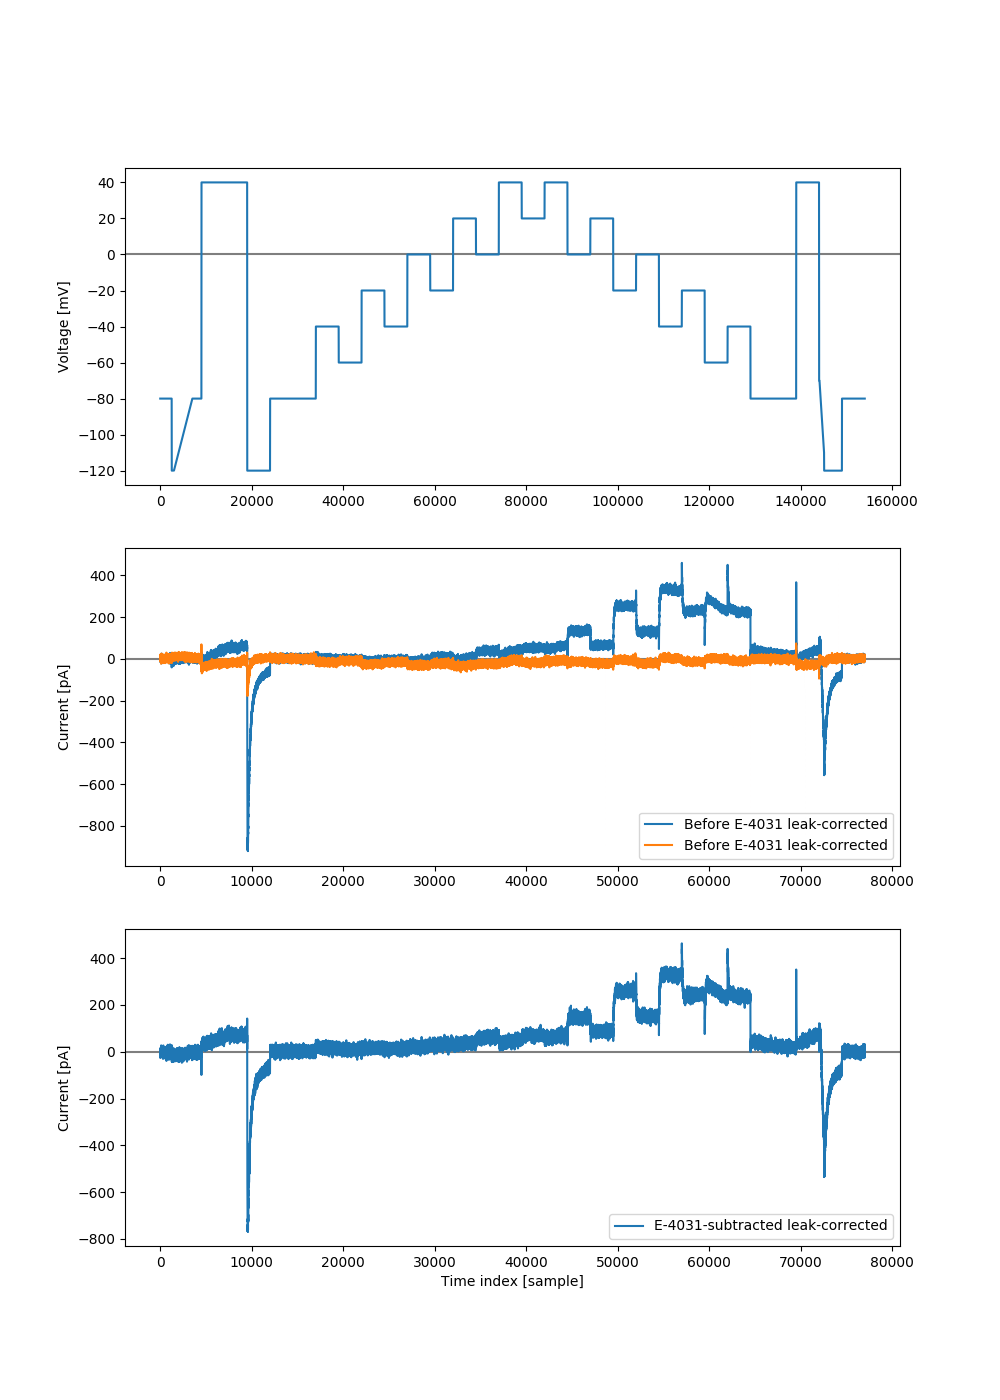 40
20
0
−20
−40
−60
−80
−100
−120
Voltage [mV]
0 20000 40000 60000 80000 100000 120000 140000 160000
400
200
0
−200
−400
−600
−800
Current [pA]
Before E-4031 leak-corrected
Before E-4031 leak-corrected
0 10000 20000 30000 40000 50000 60000 70000 80000
400
200
0
−200
−400
−600
−800
Current [pA]
E-4031-subtracted leak-corrected
0 10000 20000 30000 40000 50000 60000 70000 80000
Time index [sample]